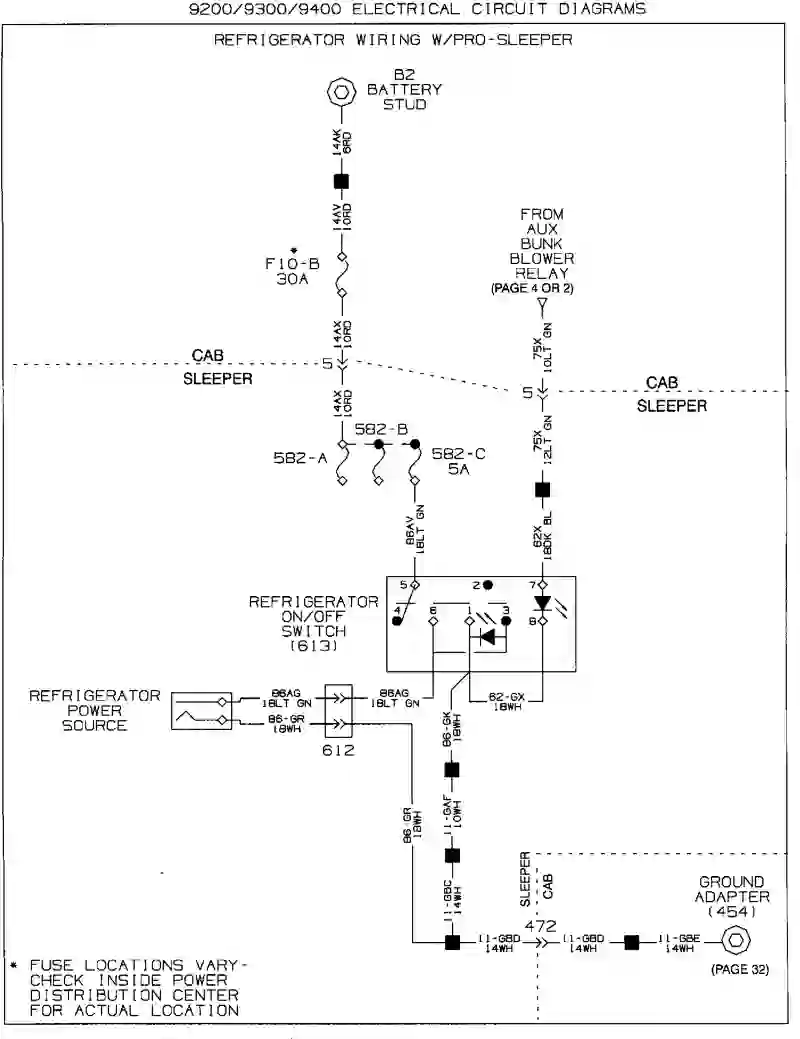 9200/9300/9400 ELECTRICAL CIRCUIT DIAGRAMS
REFRIGERATOR WIRING W/PRO-SLEEPER
B2
BATTERY
STUD
14AK
6RD
14AV
10RD
*
F10-B
30A
FROM
AUX
BUNK
BLOWER
RELAY
(PAGE 4 OR 2)
14AX
10RD
75X
10LT GN
CAB
5
SLEEPER
5
CAB
SLEEPER
14AX
10RD
75X
12LT GN
582-B
582-A
582-C
5A
86AV
18LT GN
62X
18DK BL
5
2
7
REFRIGERATOR
ON/OFF
SWITCH
(613)
4
6
1
3
8
REFRIGERATOR
POWER
SOURCE
86AG
18LT GN
86AG
18LT GN
62-GX
18WH
86-GR
18WH
612
86-GK
18WH
86-GR
18WH
11-GAF
10WH
11-GBC
14WH
SLEEPER
CAB
GROUND
ADAPTER
(454)
472
11-GBD
14WH
11-GBD
14WH
11-GBE
14WH
(PAGE 32)
* FUSE LOCATIONS VARY-
CHECK INSIDE POWER
DISTRIBUTION CENTER
FOR ACTUAL LOCATION